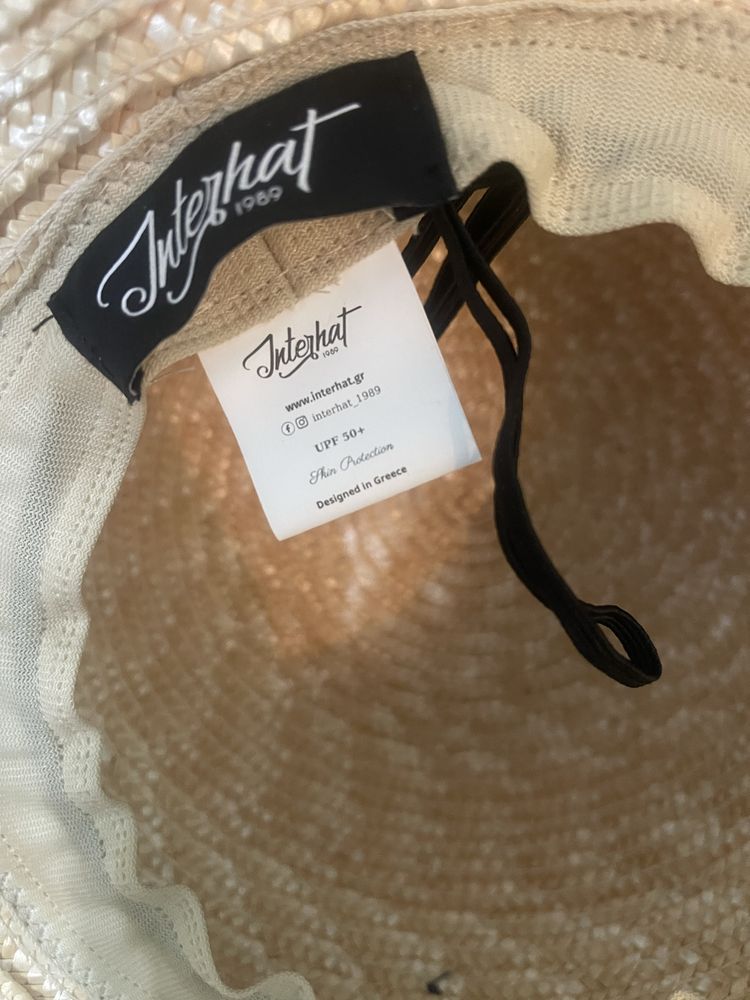 Interhat
1989
Interhat
1989
www.interhat.gr
interhat_1989
UPF 50+
Skin Protection
Designed in Greece